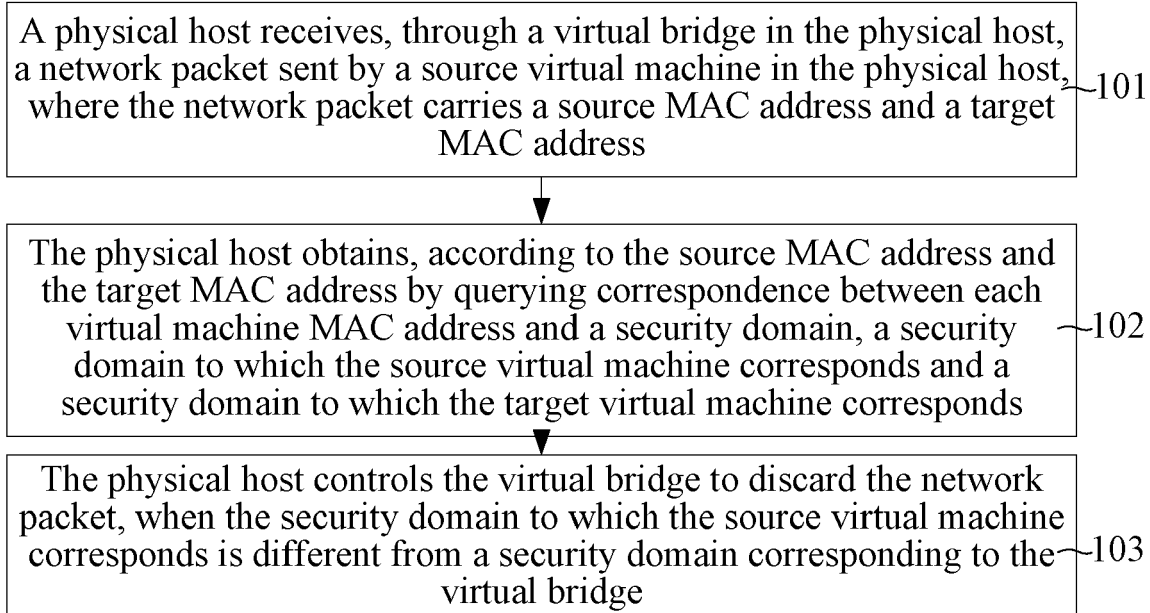 A physical host receives, through a virtual bridge in the physical host,
a network packet sent by a source virtual machine in the physical host,
where the network packet carries a source MAC address and a target
MAC address
101
The physical host obtains, according to the source MAC address and
the target MAC address by querying correspondence between each
virtual machine MAC address and a security domain, a security
domain to which the source virtual machine corresponds and a
security domain to which the target virtual machine corresponds
102
The physical host controls the virtual bridge to discard the network
packet, when the security domain to which the source virtual machine
corresponds is different from a security domain corresponding to the
virtual bridge
103